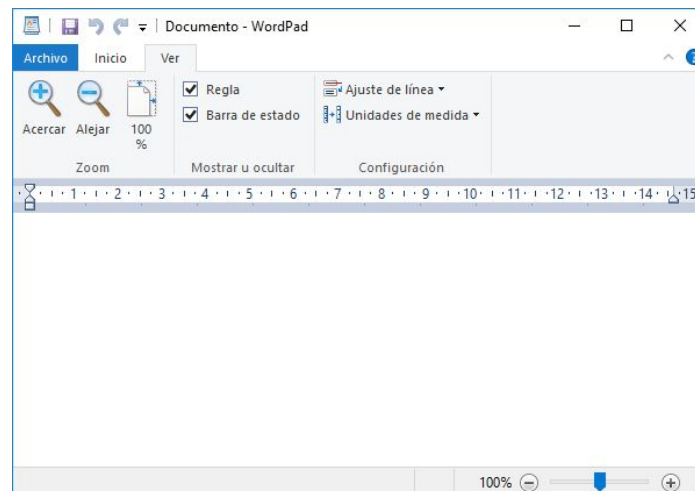 Documento - WordPad
Archivo Inicio Ver
Acercar Alejar 100 %
Regla
Barra de estado
Ajuste de línea
Unidades de medida
Zoom Mostrar u ocultar Configuración
1 2 3 4 5 6 7 8 9 10 11 12 13 14 15
100%